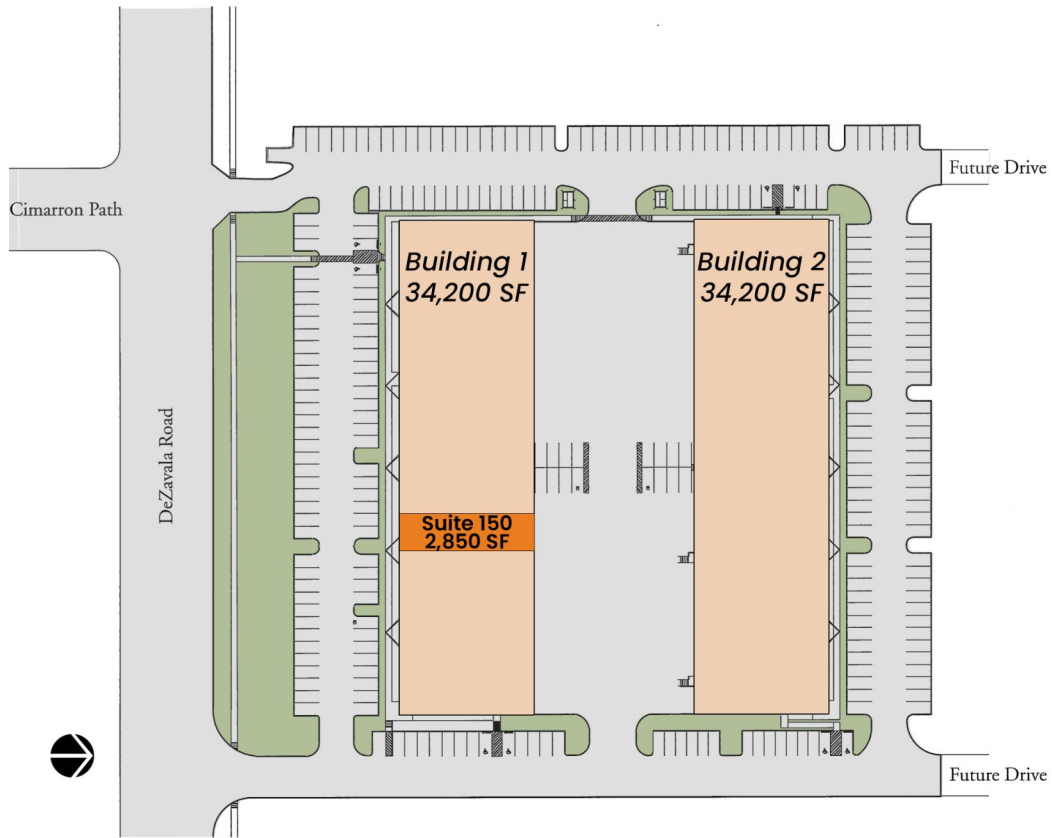 Future Drive
Cimarron Path
Building 1
34,200 SF
Building 2
34,200 SF
DeZavala Road
Suite 150
2,850 SF
Future Drive